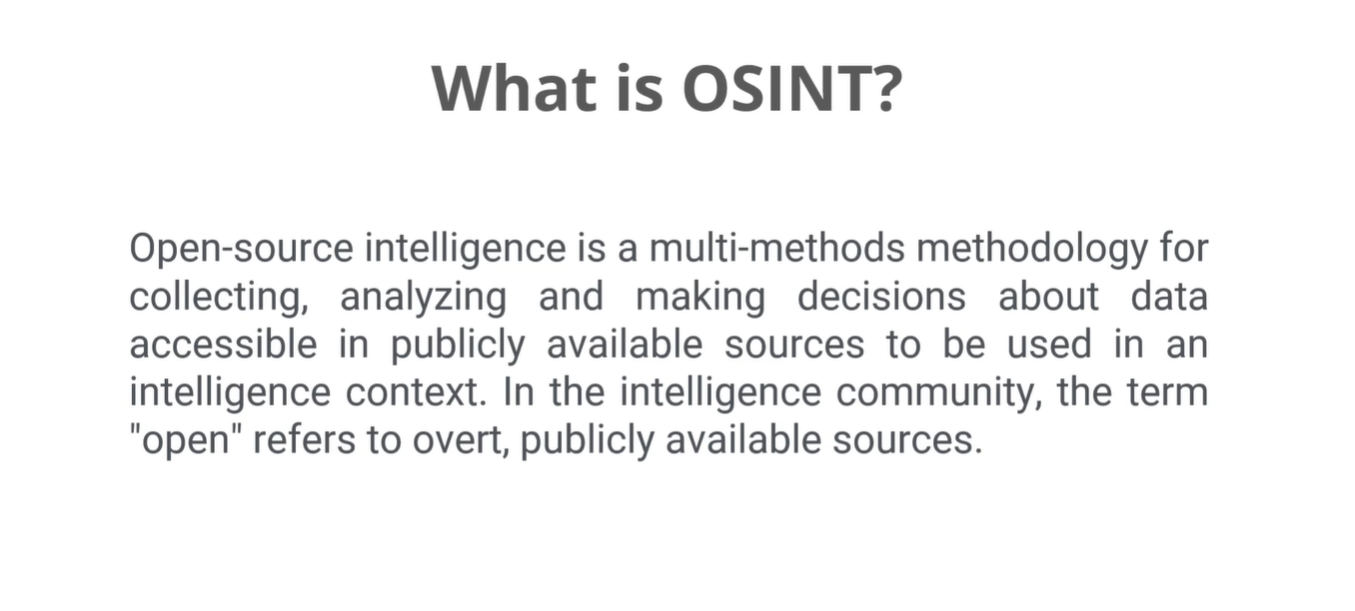 What is OSINT?
Open-source intelligence is a multi-methods methodology for
collecting, analyzing and making decisions about data
accessible in publicly available sources to be used in an
intelligence context. In the intelligence community, the term
"open" refers to overt, publicly available sources.